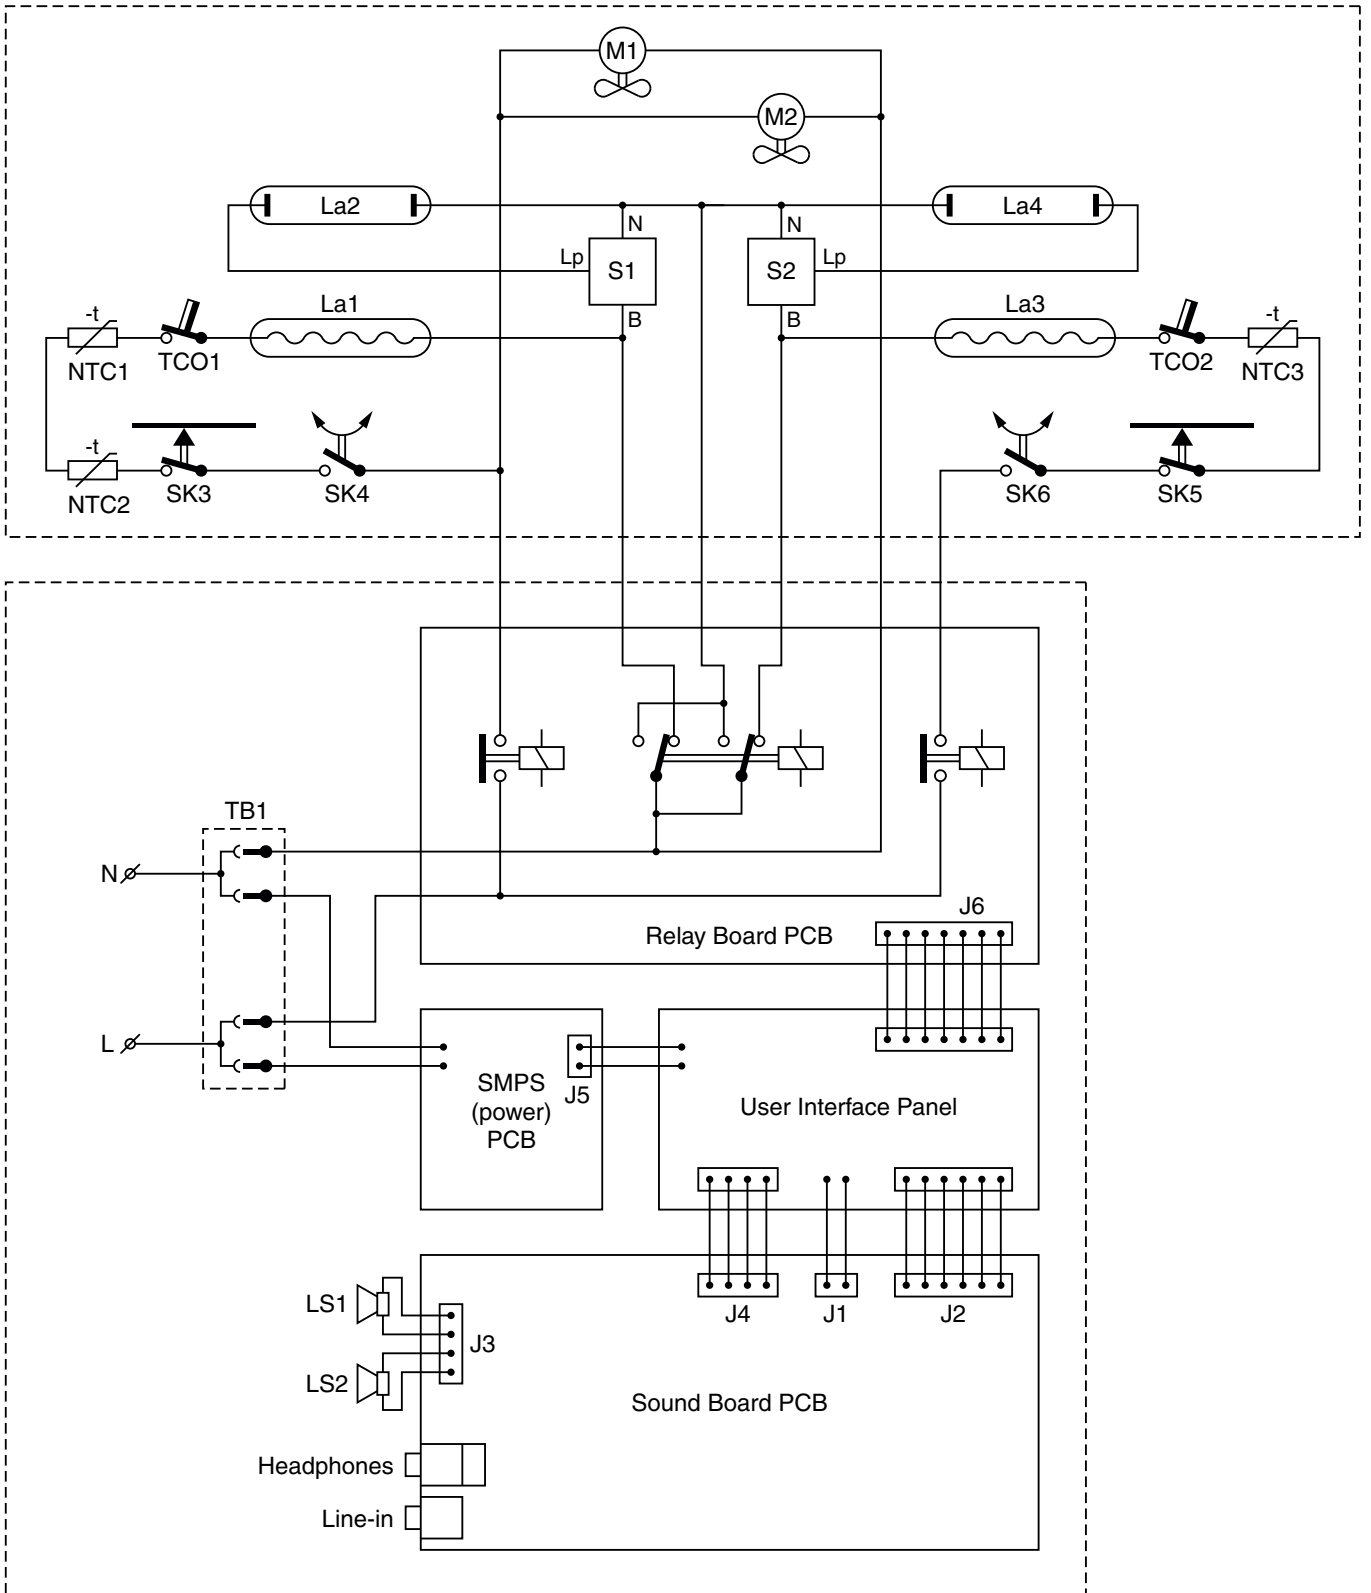 M1
M2
La2
La4
N
N
Lp
S1
S2
Lp
La1
La3
B
B
-t
-t
NTC1
TCO1
TCO2
NTC3
-t
NTC2
SK3
SK4
SK6
SK5
TB1
N
J6
Relay Board PCB
L
SMPS
(power)
PCB
J5
User Interface Panel
LS1
J4
J1
J2
J3
LS2
Sound Board PCB
Headphones
Line-in